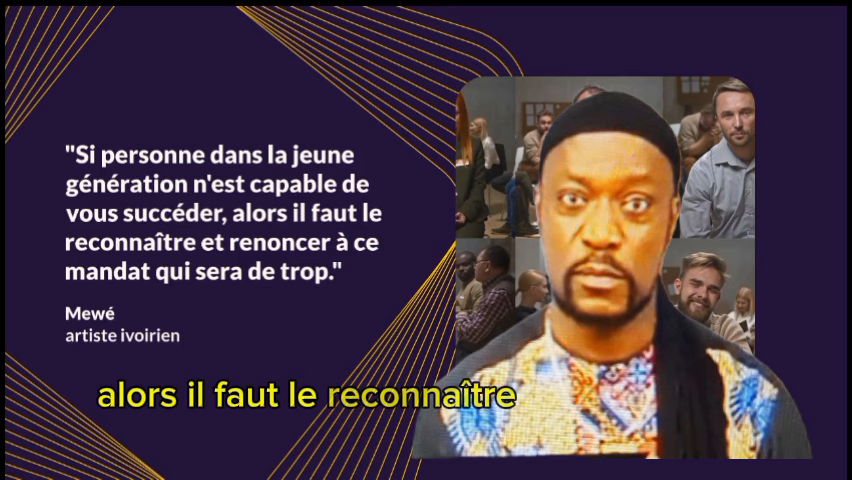 "Si personne dans la jeune
génération n'est capable de
vous succéder, alors il faut le
reconnaître et renoncer à ce
mandat qui sera de trop."
Mewé
artiste ivoirien
alors il faut le reconnaître